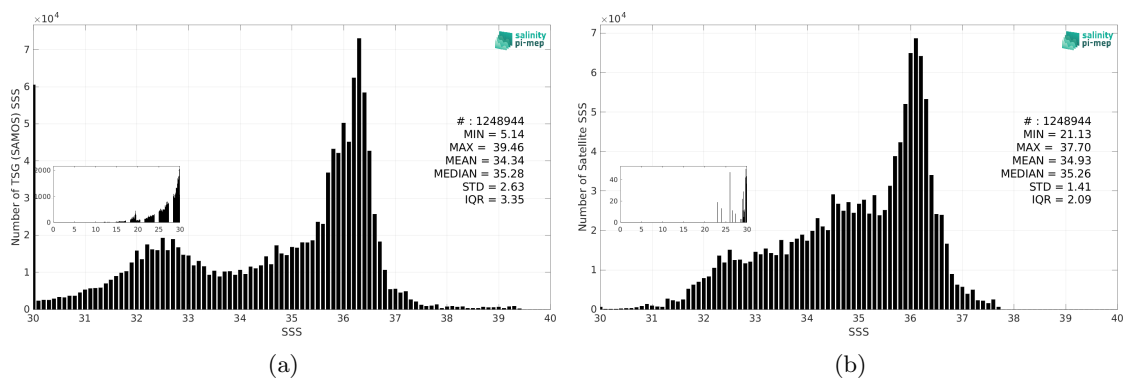 ×10⁴
salinity
pi-mep
7
6
5
4
3
2
1
0
Number of TSG (SAMOS) SSS
# : 1248944
MIN = 5.14
MAX = 39.46
MEAN = 34.34
MEDIAN = 35.28
STD = 2.63
IQR = 3.35
2000
1000
0
0 5 10 15 20 25 30
30 31 32 33 34 35 36 37 38 39 40
SSS
(a)
×10⁴
salinity
pi-mep
7
6
5
4
3
2
1
0
Number of Satellite SSS
# : 1248944
MIN = 21.13
MAX = 37.70
MEAN = 34.93
MEDIAN = 35.26
STD = 1.41
IQR = 2.09
40
20
0
0 5 10 15 20 25 30
30 31 32 33 34 35 36 37 38 39 40
SSS
(b)